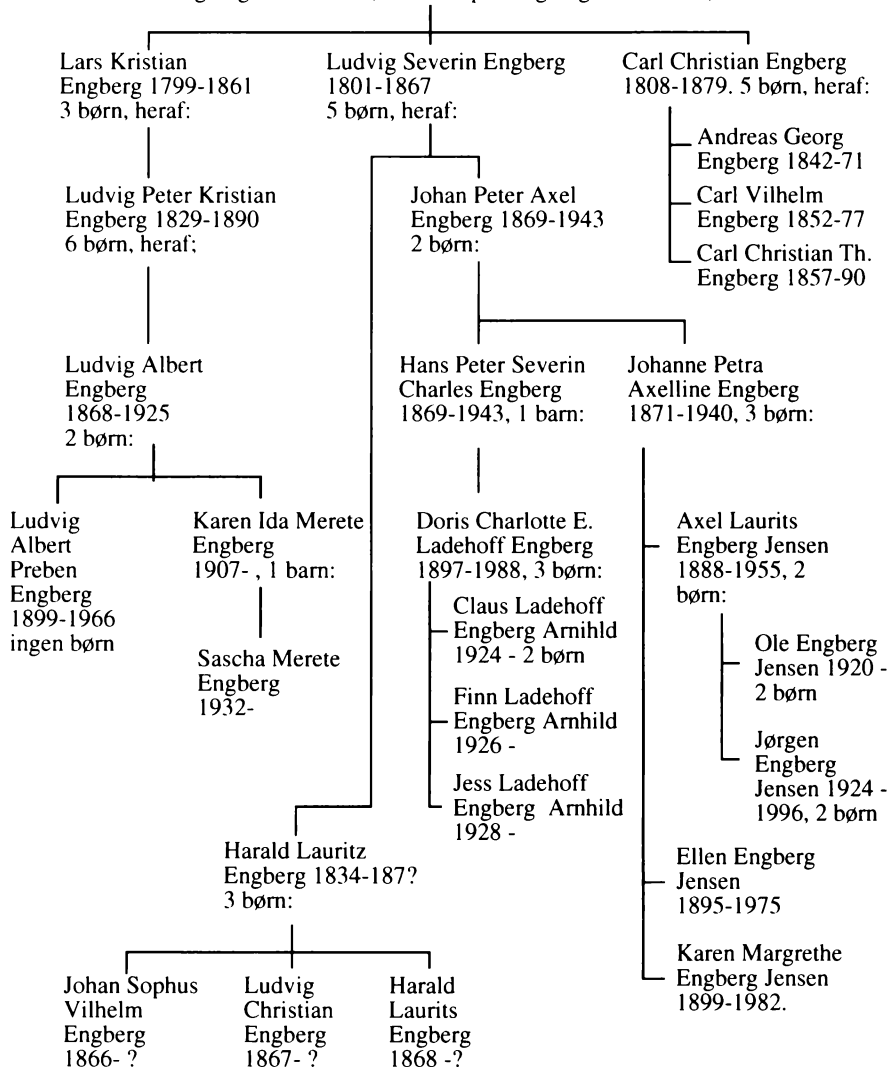 Lars Kristian
Engberg 1799-1861
3 børn, heraf:
Ludvig Peter Kristian
Engberg 1829-1890
6 børn, heraf;
Ludvig Albert
Engberg
1868-1925
2 børn:
Ludvig
Albert
Preben
Engberg
1899-1966
ingen børn
Karen Ida Merete
Engberg
1907- , 1 barn:
Sascha Merete
Engberg
1932-
Ludvig Severin Engberg
1801-1867
5 børn, heraf:
Johan Peter Axel
Engberg 1869-1943
2 børn:
Hans Peter Severin
Charles Engberg
1869-1943, 1 barn:
Doris Charlotte E.
Ladehoff Engberg
1897-1988, 3 børn:
Claus Ladehoff
Engberg Arnihld
1924 - 2 børn
Finn Ladehoff
Engberg Arnhild
1926 -
Jess Ladehoff
Engberg Arnhild
1928 -
Johanne Petra
Axelline Engberg
1871-1940, 3 børn:
Axel Laurits
Engberg Jensen
1888-1955, 2
børn:
Ole Engberg
Jensen 1920 -
2 børn
Jørgen
Engberg
Jensen 1924 -
1996, 2 børn
Ellen Engberg
Jensen
1895-1975
Karen Margrethe
Engberg Jensen
1899-1982.
Harald Lauritz
Engberg 1834-187?
3 børn:
Johan Sophus
Vilhelm
Engberg
1866- ?
Ludvig
Christian
Engberg
1867- ?
Harald
Laurits
Engberg
1868 -?
Carl Christian Engberg
1808-1879. 5 børn, heraf:
Andreas Georg
Engberg 1842-71
Carl Vilhelm
Engberg 1852-77
Carl Christian Th.
Engberg 1857-90